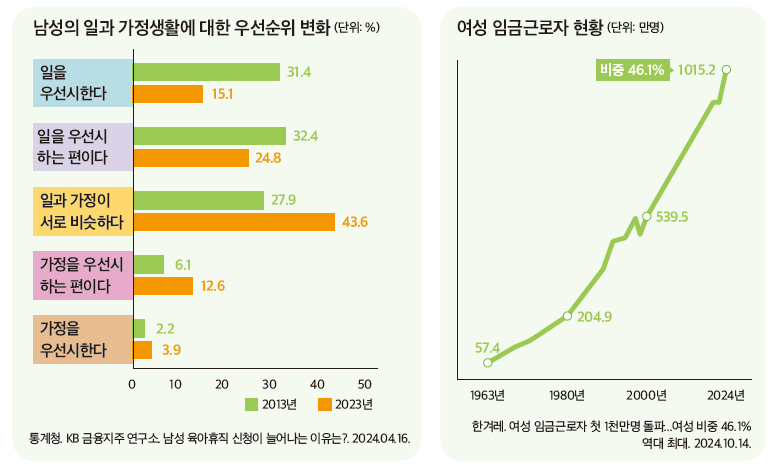 남성의 일과 가정생활에 대한 우선순위 변화 (단위: %)
일을
우선시한다
31.4
15.1
일을 우선시
하는 편이다
32.4
24.8
일과 가정이
서로 비슷하다
27.9
43.6
가정을 우선시
하는 편이다
6.1
12.6
가정을
우선시한다
2.2
3.9
0 10 20 30 40 50
2013년 2023년
통계청. KB 금융지주 연구소. 남성 육아휴직 신청이 늘어나는 이유는?. 2024.04.16.
여성 임금근로자 현황 (단위: 만명)
비중 46.1% 1015.2
539.5
204.9
57.4
1963년 1980년 2000년 2024년
한겨레. 여성 임금근로자 첫 1천만명 돌파…여성 비중 46.1%
역대 최대. 2024.10.14.